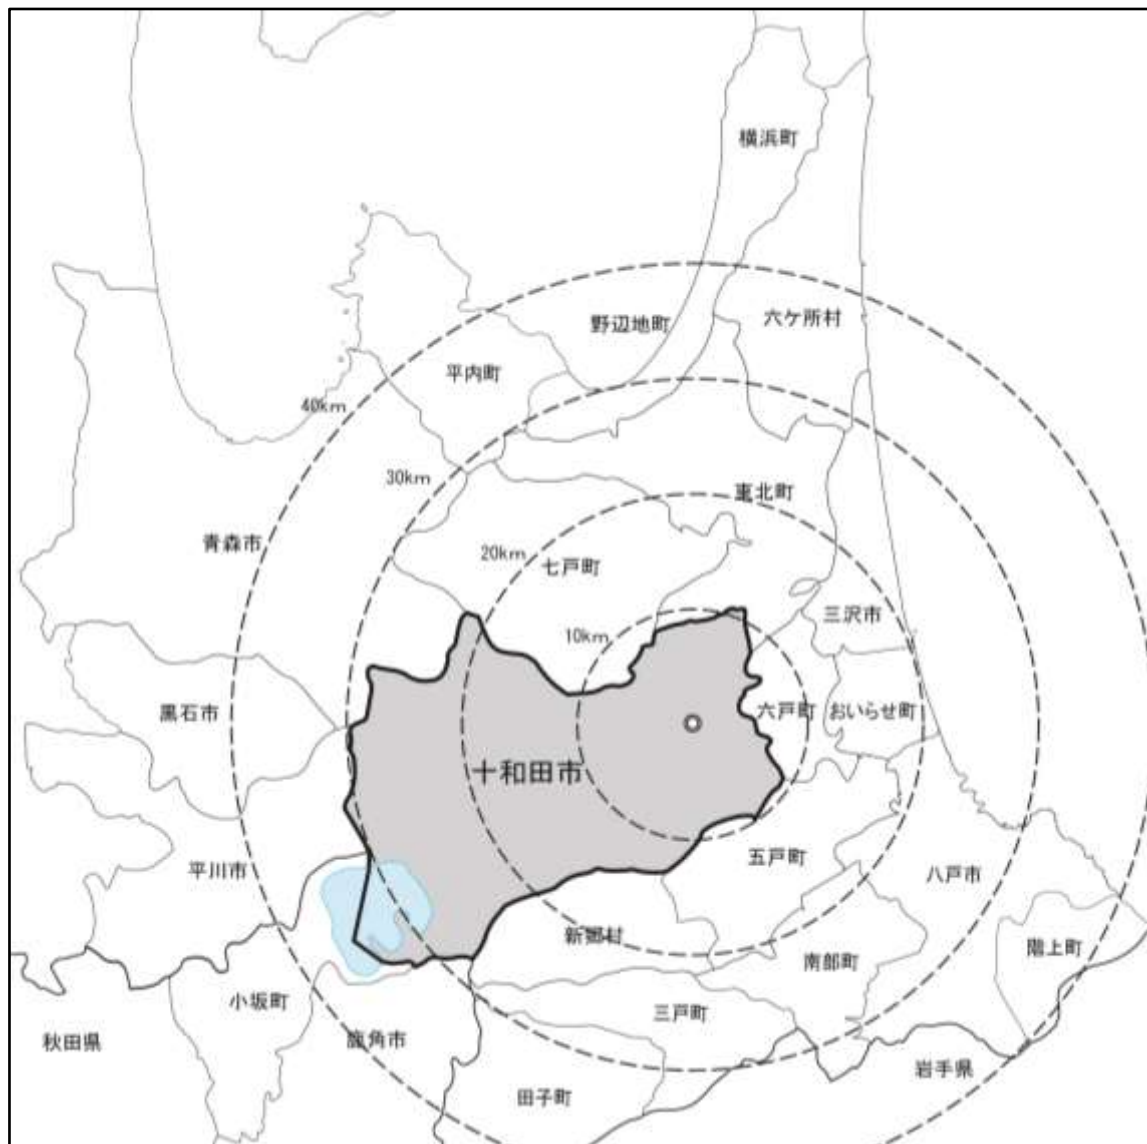 横浜町
六ケ所村
野辺地町
平内町
40km
30km
東北町
青森市
20km
七戸町
三沢市
10km
黒石市
六戸町
おいらせ町
十和田市
五戸町
平川市
八戸市
新郷村
階上町
南部町
小坂町
三戸町
秋田県
鹿角市
岩手県
田子町